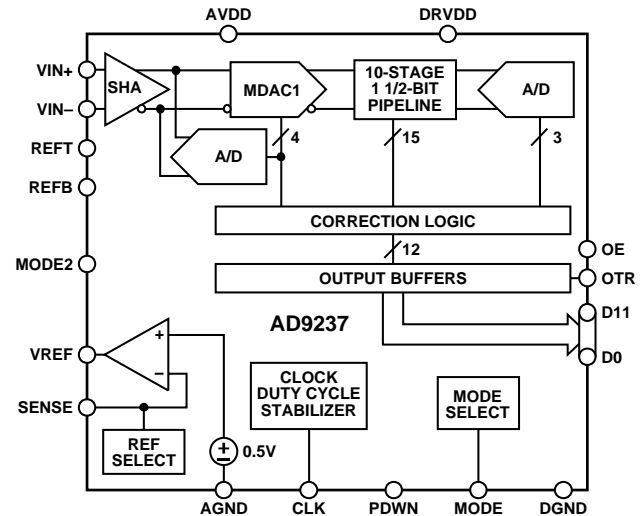 AVDD
DRVDD
VIN+
VIN–
REFT
REFB
SHA
MDAC1
10-STAGE
1 1/2-BIT
PIPELINE
A/D
A/D
4
15
3
CORRECTION LOGIC
12
OUTPUT BUFFERS
OE
OTR
D11
D0
MODE2
AD9237
VREF
SENSE
+
–
REF
SELECT
+
–
0.5V
CLOCK
DUTY CYCLE
STABILIZER
MODE
SELECT
AGND
CLK
PDWN
MODE
DGND